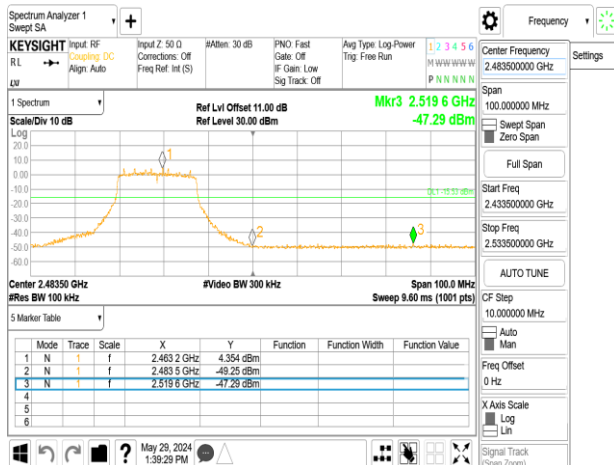 Spectrum Analyzer 1
Swept SA
Frequency
Settings
KEYSIGHT
RL
LXI
Input: RF
Coupling: DC
Align: Auto
Input Z: 50 Ω
Corrections: Off
Freq Ref: Int (S)
#Atten: 30 dB
PNO: Fast
Gate: Off
IF Gain: Low
Sig Track: Off
Avg Type: Log-Power
Trig: Free Run
1 2 3 4 5 6
M W W W W W
P N N N N N
1 Spectrum
Scale/Div 10 dB
Log
Ref Lvl Offset 11.00 dB
Ref Level 30.00 dBm
Mkr3 2.519 6 GHz
-47.29 dBm
20.0
10.0
0.00
-10.0
-20.0
-30.0
-40.0
-50.0
-60.0
1
2
3
DL1 -15.53 dBm
Center 2.48350 GHz
#Video BW 300 kHz
Span 100.0 MHz
#Res BW 100 kHz
Sweep 9.60 ms (1001 pts)
5 Marker Table
Mode Trace Scale X Y Function Function Width Function Value
1 N 1 f 2.463 2 GHz 4.354 dBm
2 N 1 f 2.483 5 GHz -49.25 dBm
3 N 1 f 2.519 6 GHz -47.29 dBm
4
5
6
?
May 29, 2024
1:39:29 PM
Center Frequency
2.483500000 GHz
Span
100.000000 MHz
Swept Span
Zero Span
Full Span
Start Freq
2.433500000 GHz
Stop Freq
2.533500000 GHz
AUTO TUNE
CF Step
10.000000 MHz
Auto
Man
Freq Offset
0 Hz
X Axis Scale
Log
Lin
Signal Track
(Span Zoom)